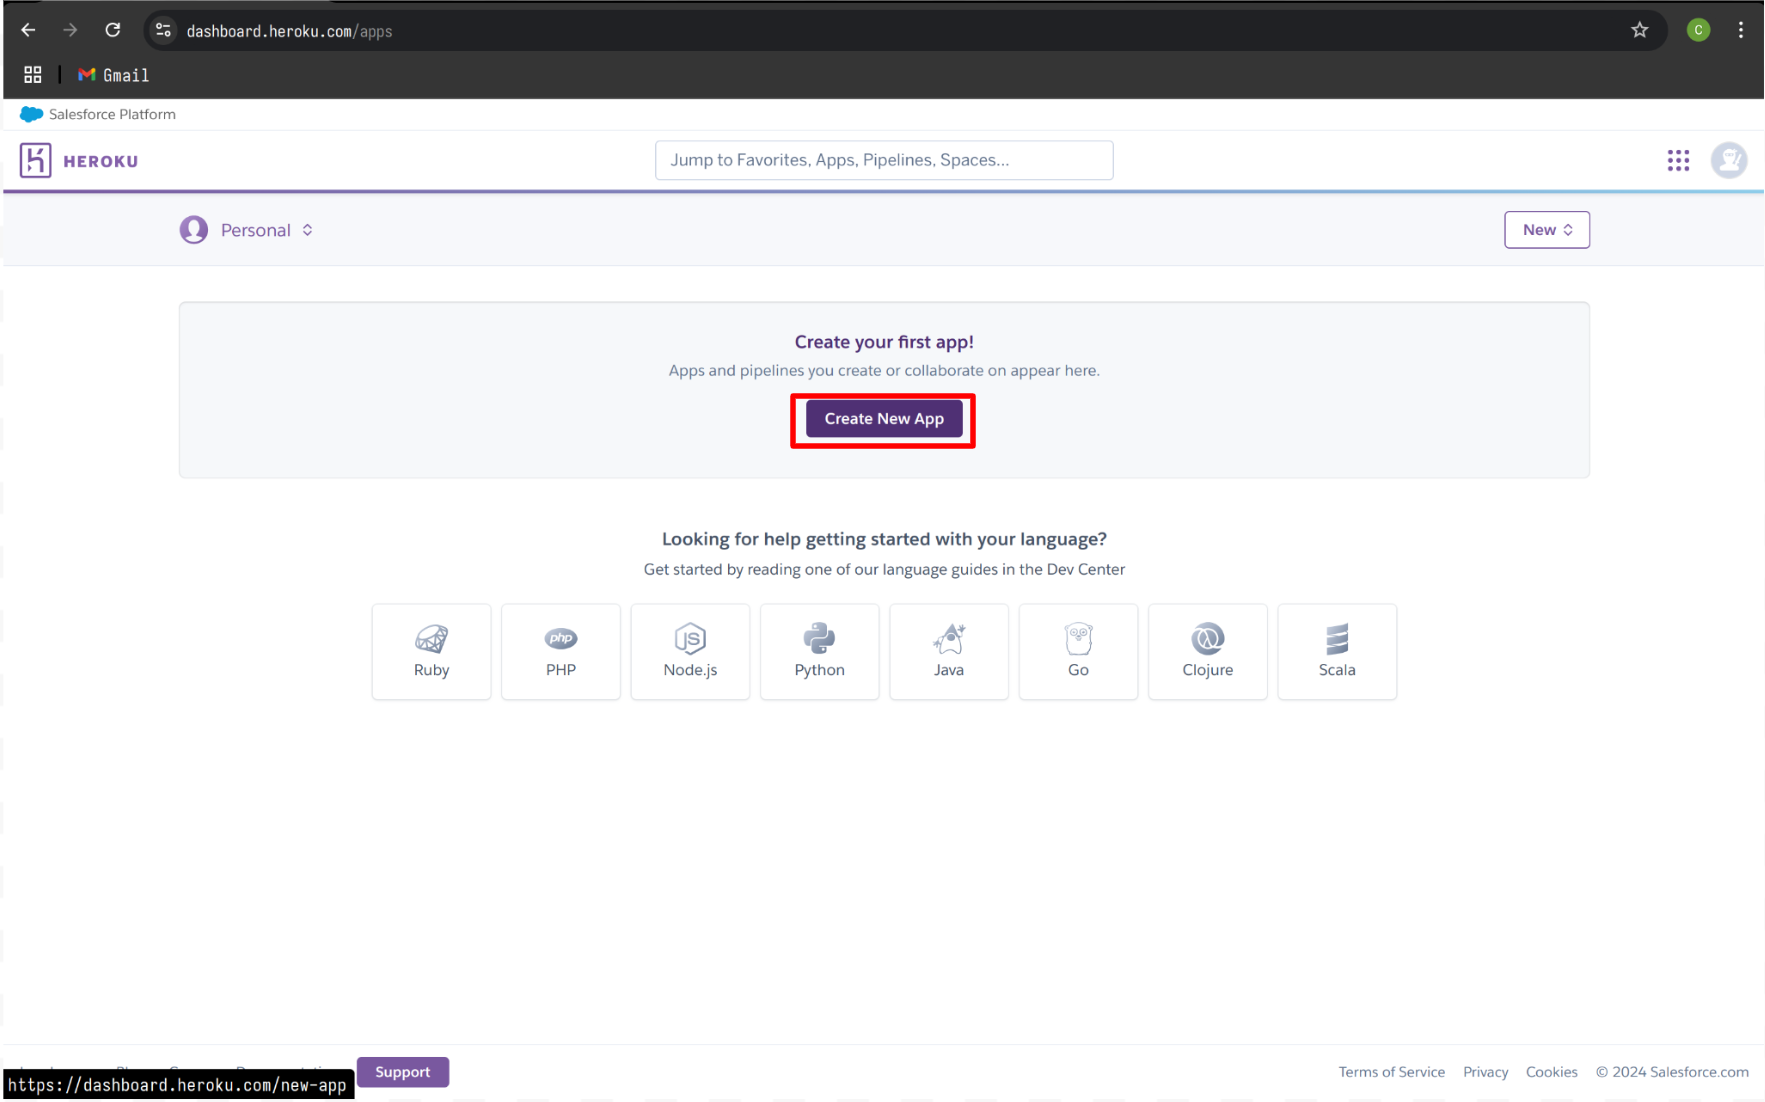 dashboard.heroku.com/apps
C
Gmail
Salesforce Platform
HEROKU
Jump to Favorites, Apps, Pipelines, Spaces...
Personal
New
Create your first app!
Apps and pipelines you create or collaborate on appear here.
Create New App
Looking for help getting started with your language?
Get started by reading one of our language guides in the Dev Center
php
JS
Ruby
PHP
Node.js
Python
Java
Go
Clojure
Scala
Support
Terms of Service
Privacy
Cookies
© 2024 Salesforce.com
https://dashboard.heroku.com/new-app